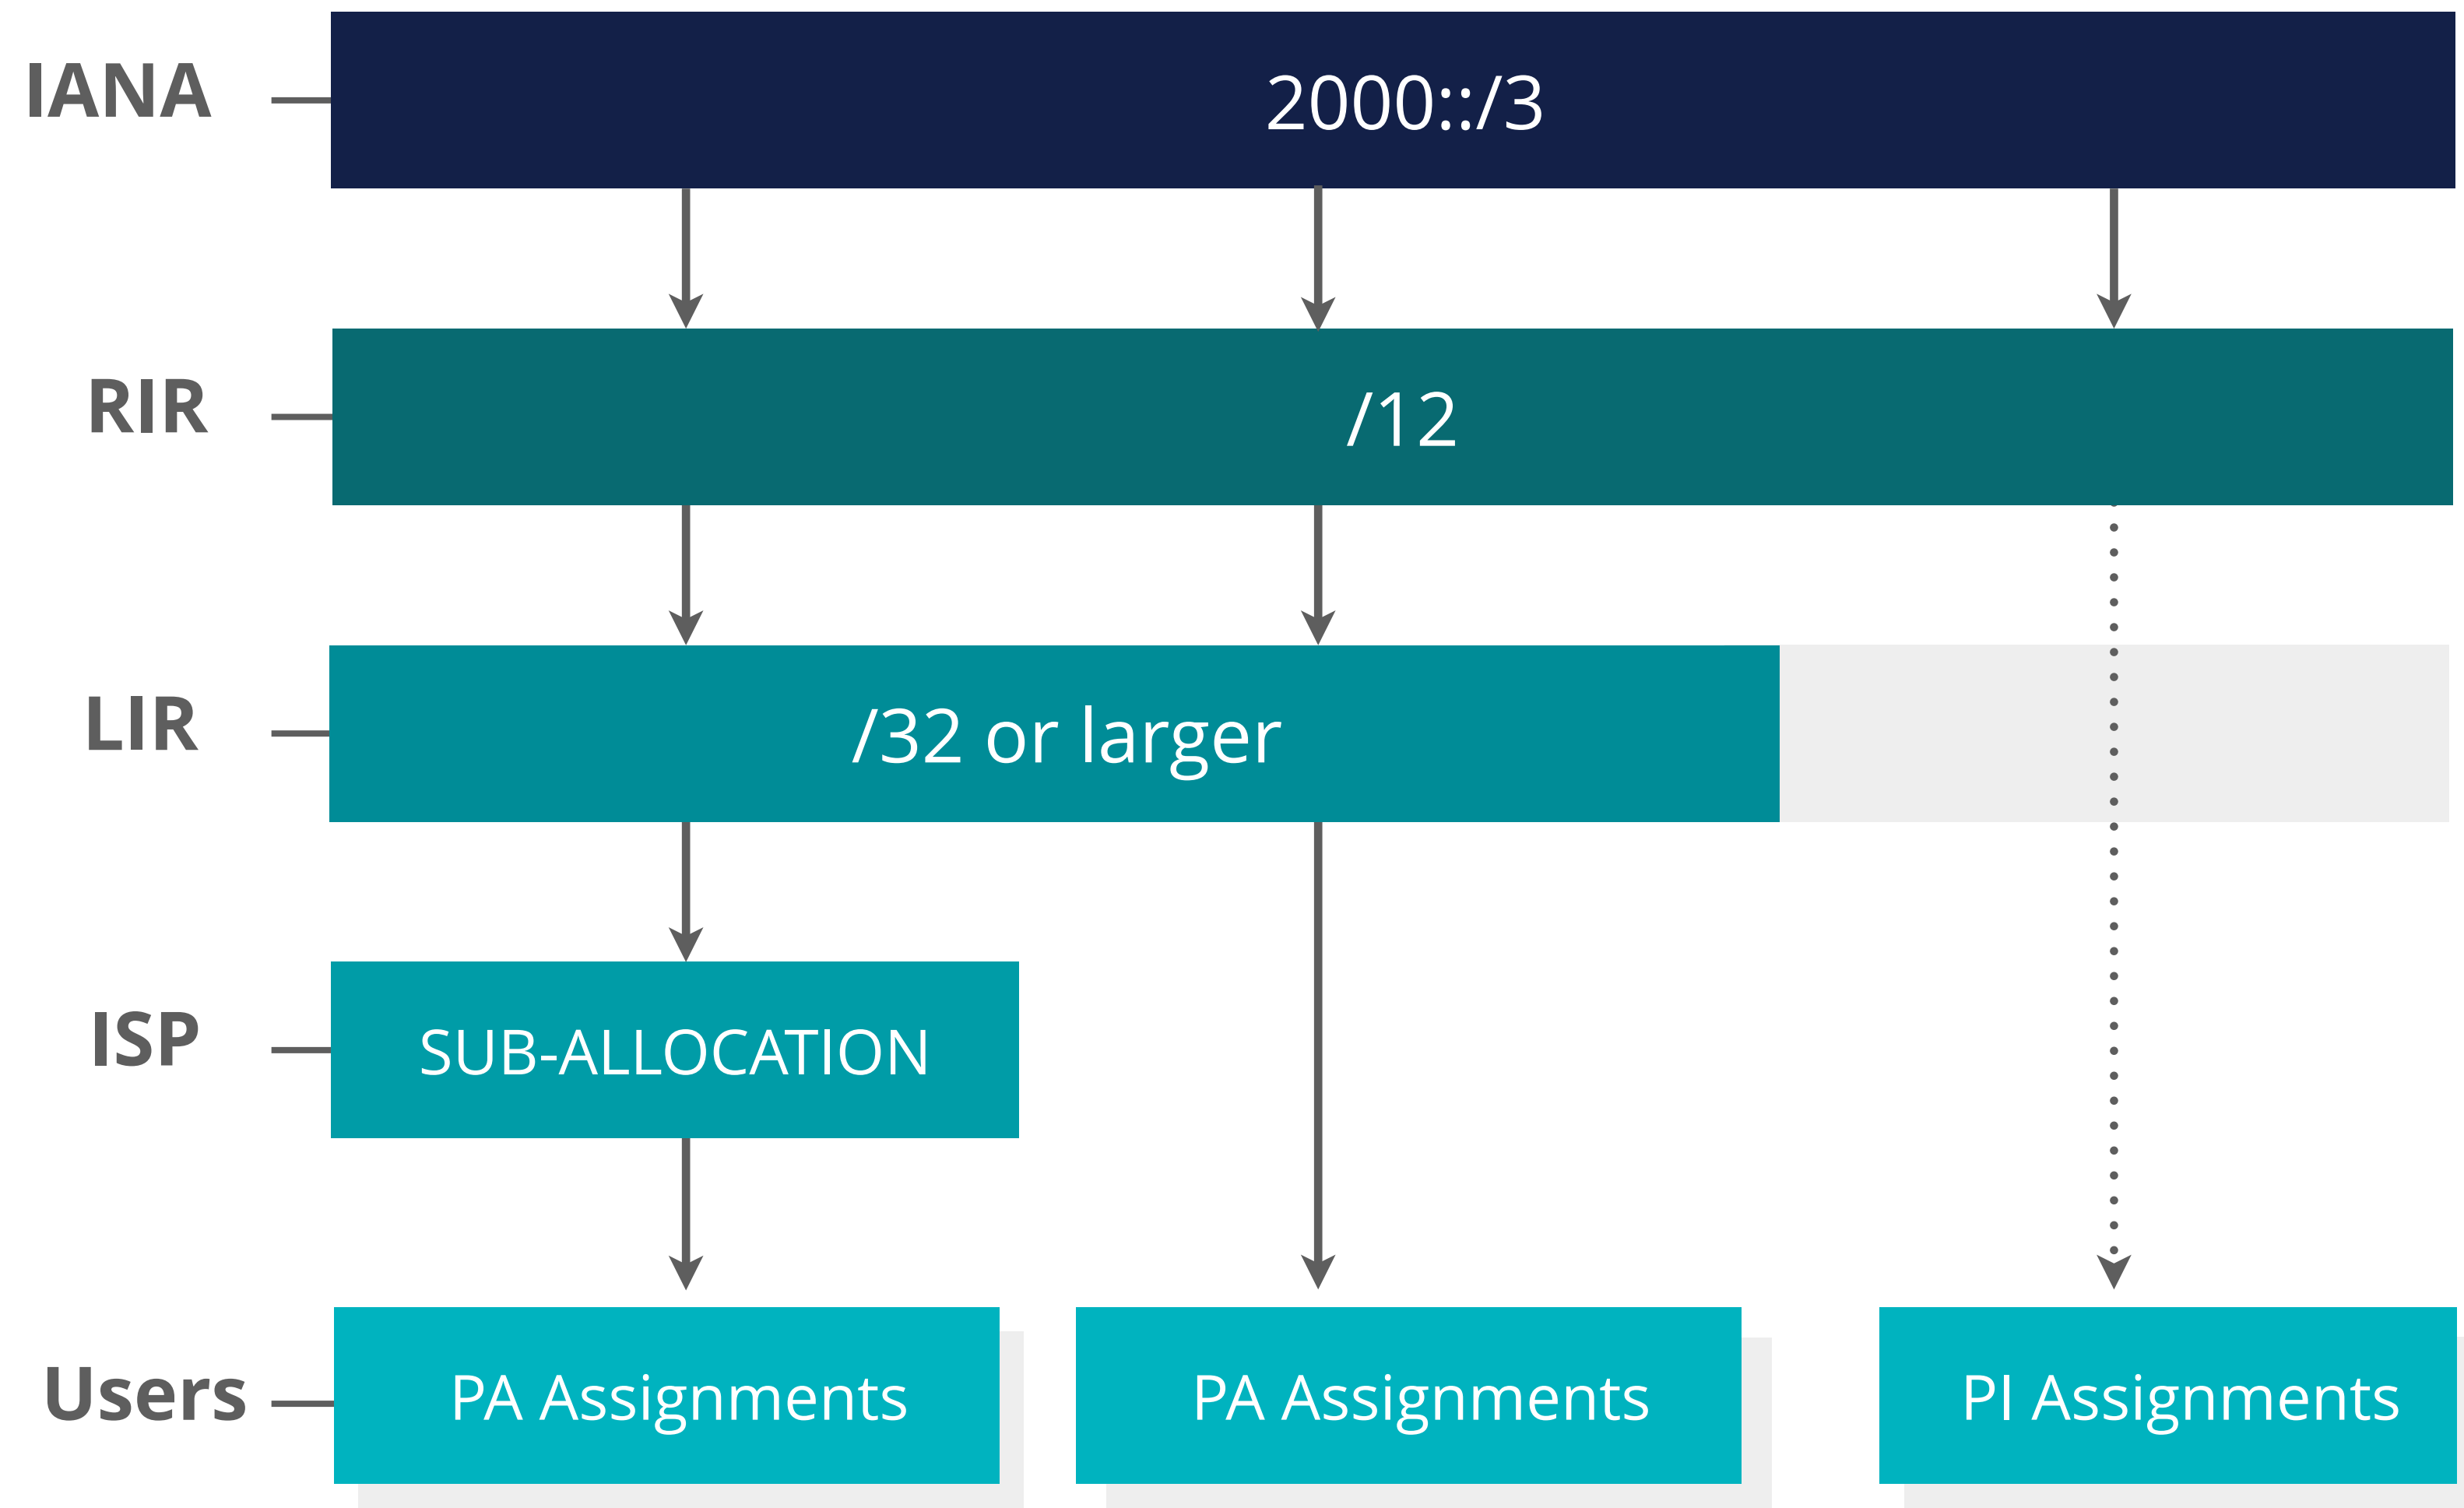 IANA
2000::/3
RIR
/12
LIR
/32 or larger
ISP
SUB-ALLOCATION
Users
PA Assignments
PA Assignments
PI Assignments